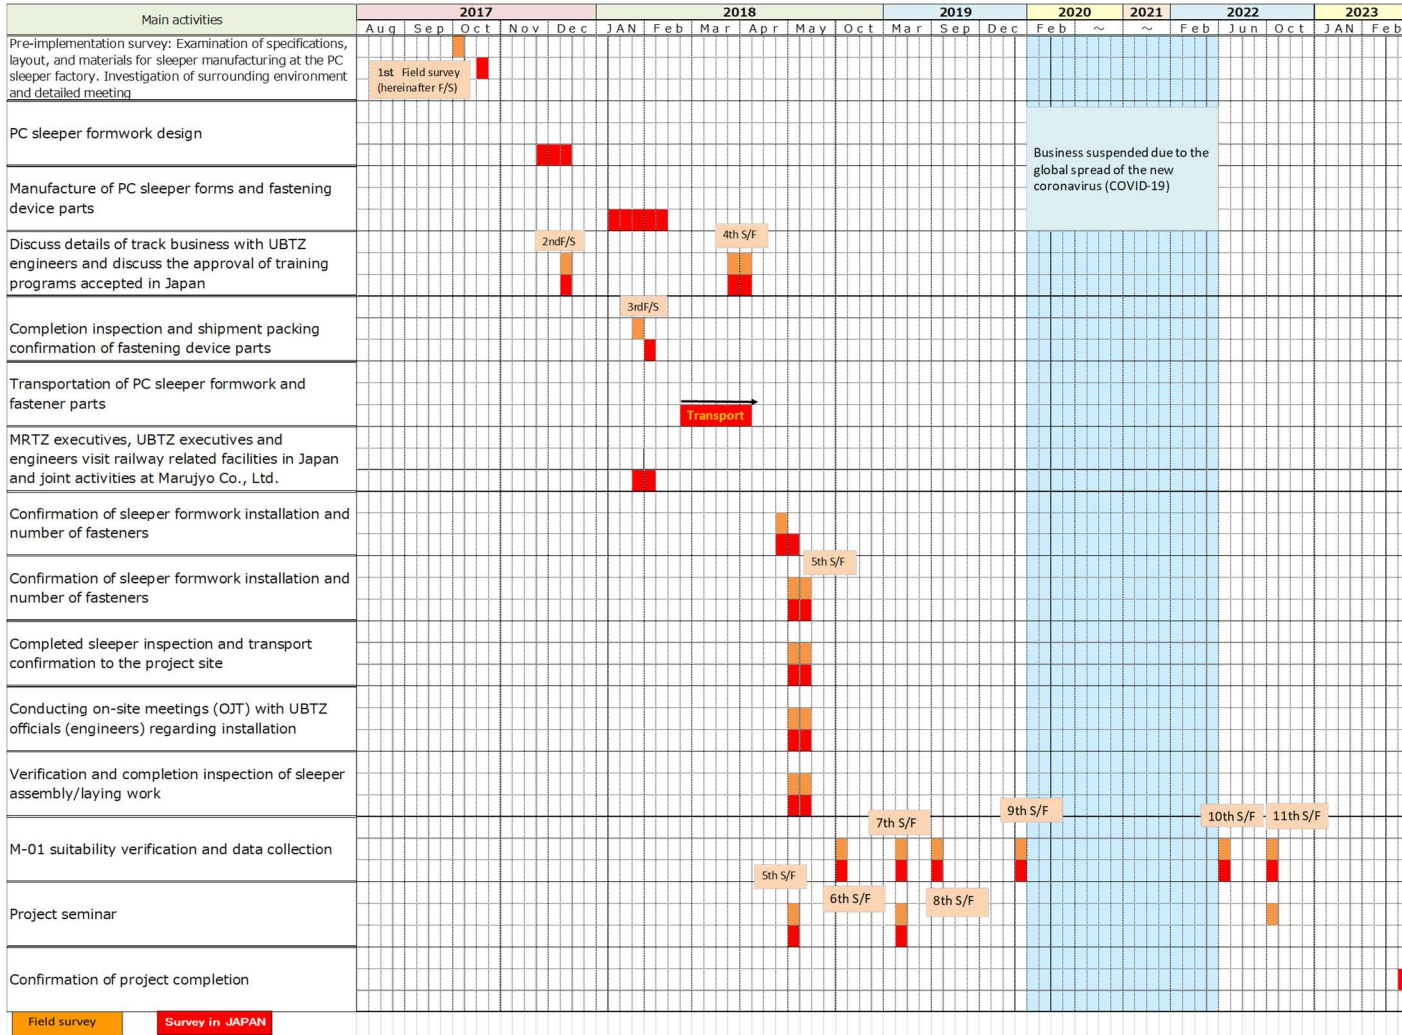 Main activities
2017
2018
2019
2020
2021
2022
2023
Aug Sep Oct Nov Dec JAN Feb Mar Apr May Oct Mar Sep Dec Feb ～ ～ Feb Jun Oct JAN Feb
Pre-implementation survey: Examination of specifications,
layout, and materials for sleeper manufacturing at the PC
sleeper factory. Investigation of surrounding environment
and detailed meeting
1st Field survey
(hereinafter F/S)
PC sleeper formwork design
Business suspended due to the
global spread of the new
coronavirus (COVID-19)
Manufacture of PC sleeper forms and fastening
device parts
Discuss details of track business with UBTZ
engineers and discuss the approval of training
programs accepted in Japan
2ndF/S
4th S/F
Completion inspection and shipment packing
confirmation of fastening device parts
3rdF/S
Transportation of PC sleeper formwork and
fastener parts
Transport
MRTZ executives, UBTZ executives and
engineers visit railway related facilities in Japan
and joint activities at Marujyo Co., Ltd.
Confirmation of sleeper formwork installation and
number of fasteners
5th S/F
Confirmation of sleeper formwork installation and
number of fasteners
Completed sleeper inspection and transport
confirmation to the project site
Conducting on-site meetings (OJT) with UBTZ
officials (engineers) regarding installation
Verification and completion inspection of sleeper
assembly/laying work
7th S/F
9th S/F
10th S/F
11th S/F
M-01 suitability verification and data collection
5th S/F
6th S/F
8th S/F
Project seminar
Confirmation of project completion
Field survey
Survey in JAPAN